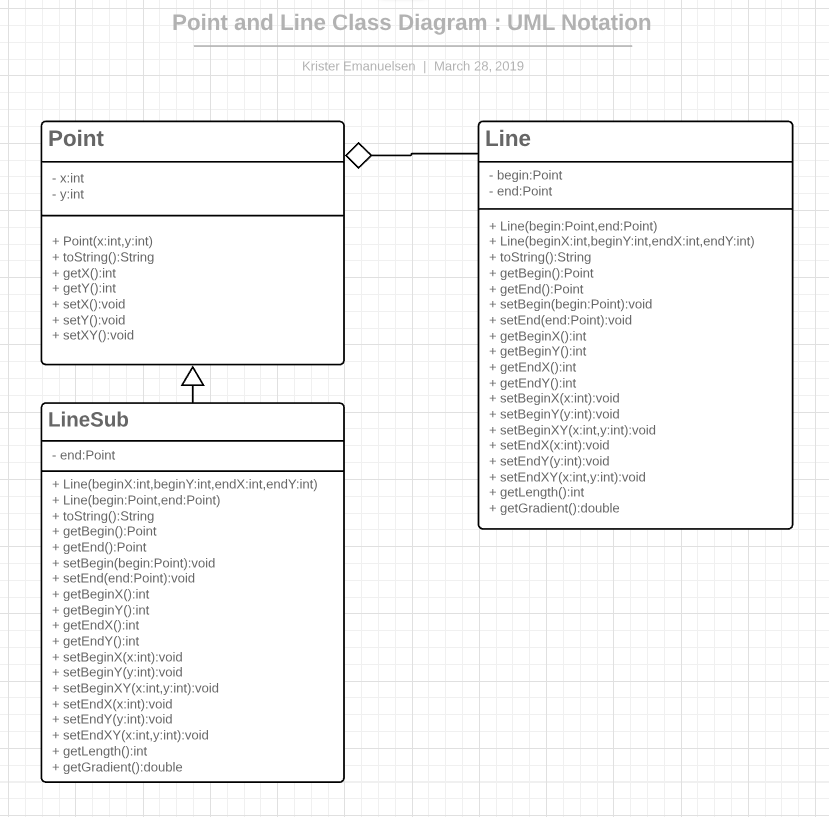 Point and Line Class Diagram : UML Notation
Krister Emanuelsen | March 28, 2019
Point
- x:int
- y:int
+ Point(x:int,y:int)
+ toString():String
+ getX():int
+ getY():int
+ setX():void
+ setY():void
+ setXY():void
Line
- begin:Point
- end:Point
+ Line(begin:Point,end:Point)
+ Line(beginX:int,beginY:int,endX:int,endY:int)
+ toString():String
+ getBegin():Point
+ getEnd():Point
+ setBegin(begin:Point):void
+ setEnd(end:Point):void
+ getBeginX():int
+ getBeginY():int
+ getEndX():int
+ getEndY():int
+ setBeginX(x:int):void
+ setBeginY(y:int):void
+ setBeginXY(x:int,y:int):void
+ setEndX(x:int):void
+ setEndY(y:int):void
+ setEndXY(x:int,y:int):void
+ getLength():int
+ getGradient():double
LineSub
- end:Point
+ Line(beginX:int,beginY:int,endX:int,endY:int)
+ Line(begin:Point,end:Point)
+ toString():String
+ getBegin():Point
+ getEnd():Point
+ setBegin(begin:Point):void
+ setEnd(end:Point):void
+ getBeginX():int
+ getBeginY():int
+ getEndX():int
+ getEndY():int
+ setBeginX(x:int):void
+ setBeginY(y:int):void
+ setBeginXY(x:int,y:int):void
+ setEndX(x:int):void
+ setEndY(y:int):void
+ setEndXY(x:int,y:int):void
+ getLength():int
+ getGradient():double